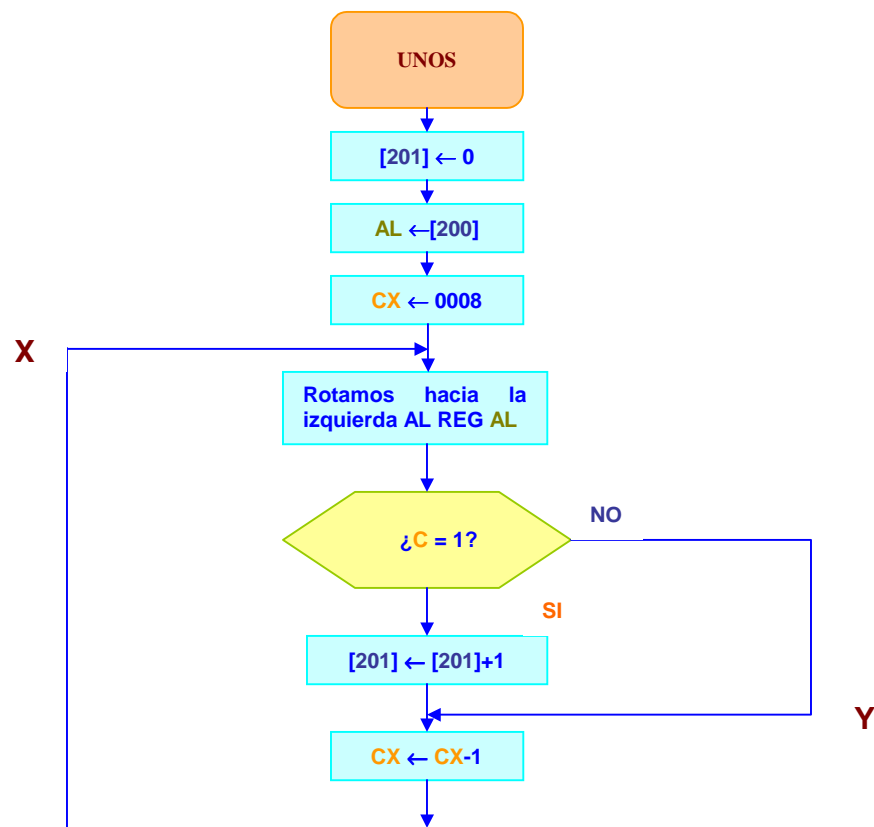 UNOS
[201] ← 0
AL ←[200]
CX ← 0008
X
Rotamos hacia la
izquierda AL REG AL
NO
¿C = 1?
SI
[201] ← [201]+1
Y
CX ← CX-1